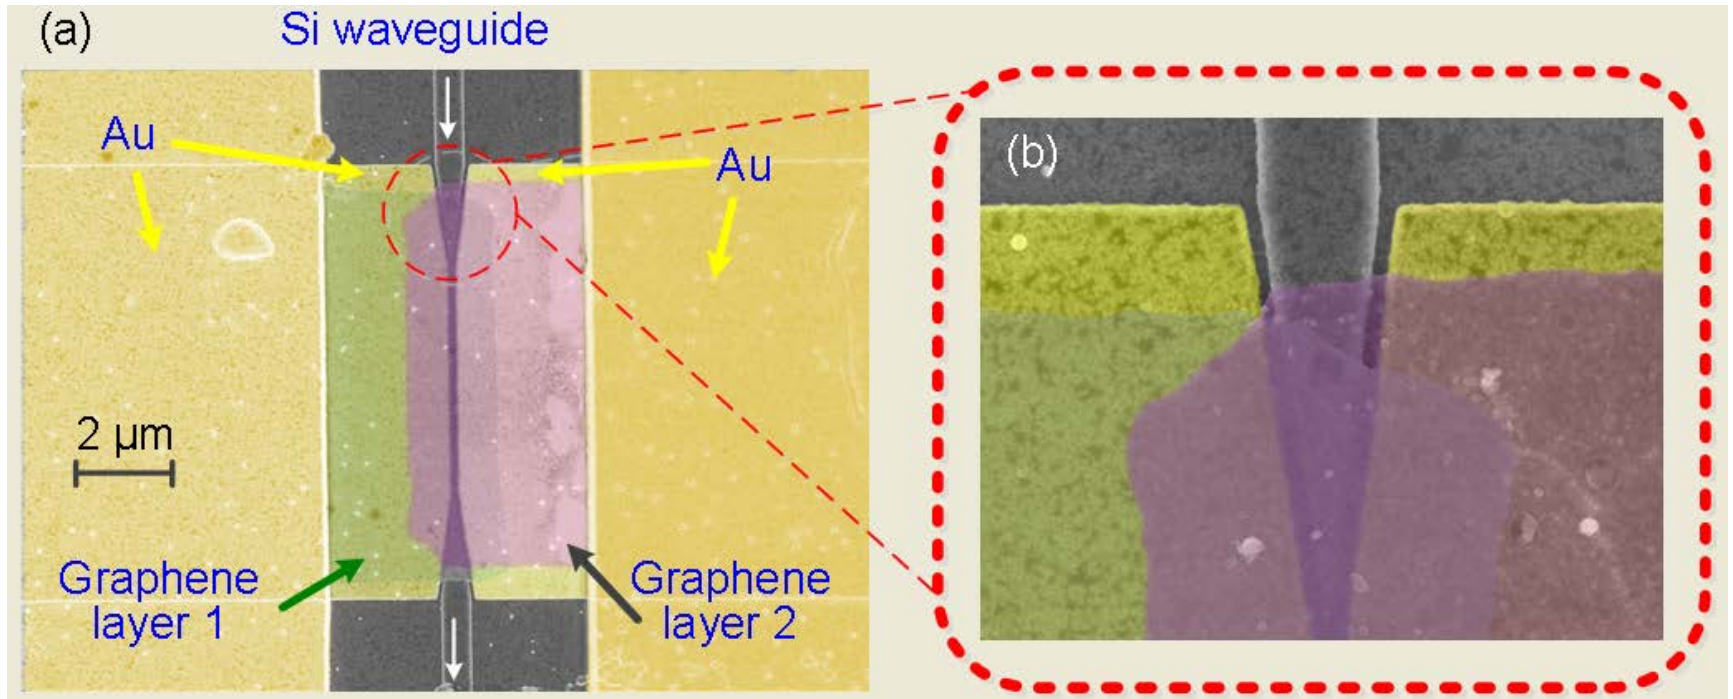 (a)
Si waveguide
Au
Au
2 μm
Graphene
layer 1
Graphene
layer 2
(b)